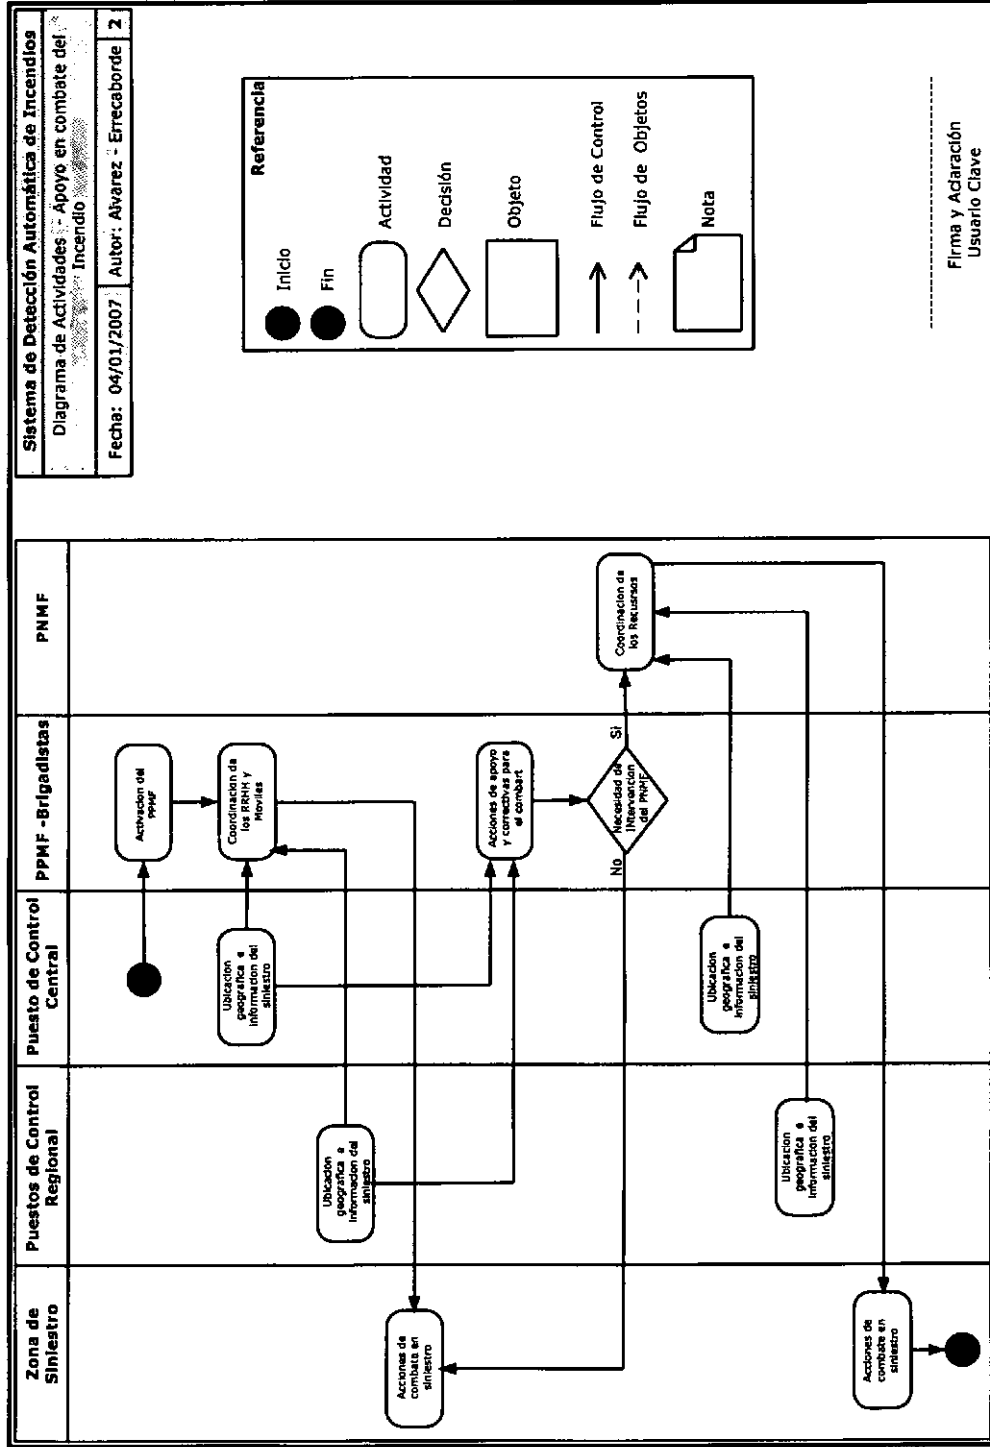 Sistema de Detección Automática de Incendios
Diagrama de Actividades - Apoyo en combate del
Incendio
Fecha: 04/01/2007
Autor: Alvarez - Errecaborde
2
Zona de
Siniestro
Puestos de Control
Regional
Puesto de Control
Central
PPMF -Brigadistas
PNMF
Activacion del
PPMF
Ubicacion
geografica e
informacion del
siniestro
Coordinacion de
los RRHH y
Moviles
Ubicacion
geografica e
informacion del
siniestro
Acciones de
combate en
siniestro
Acciones de apoyo
y correctivas para
el combart
Necesidad de
INtervencion
del PNMF
No
Si
Coordinacion de
los Recusrsos
Ubicacion
geografica e
informacion del
siniestro
Ubicacion
geografica e
informacion del
siniestro
Acciones de
combate en
siniestro
Referencia
Inicio
Fin
Actividad
Decisión
Objeto
Flujo de Control
Flujo de Objetos
Nota
Firma y Aclaración
Usuario Clave